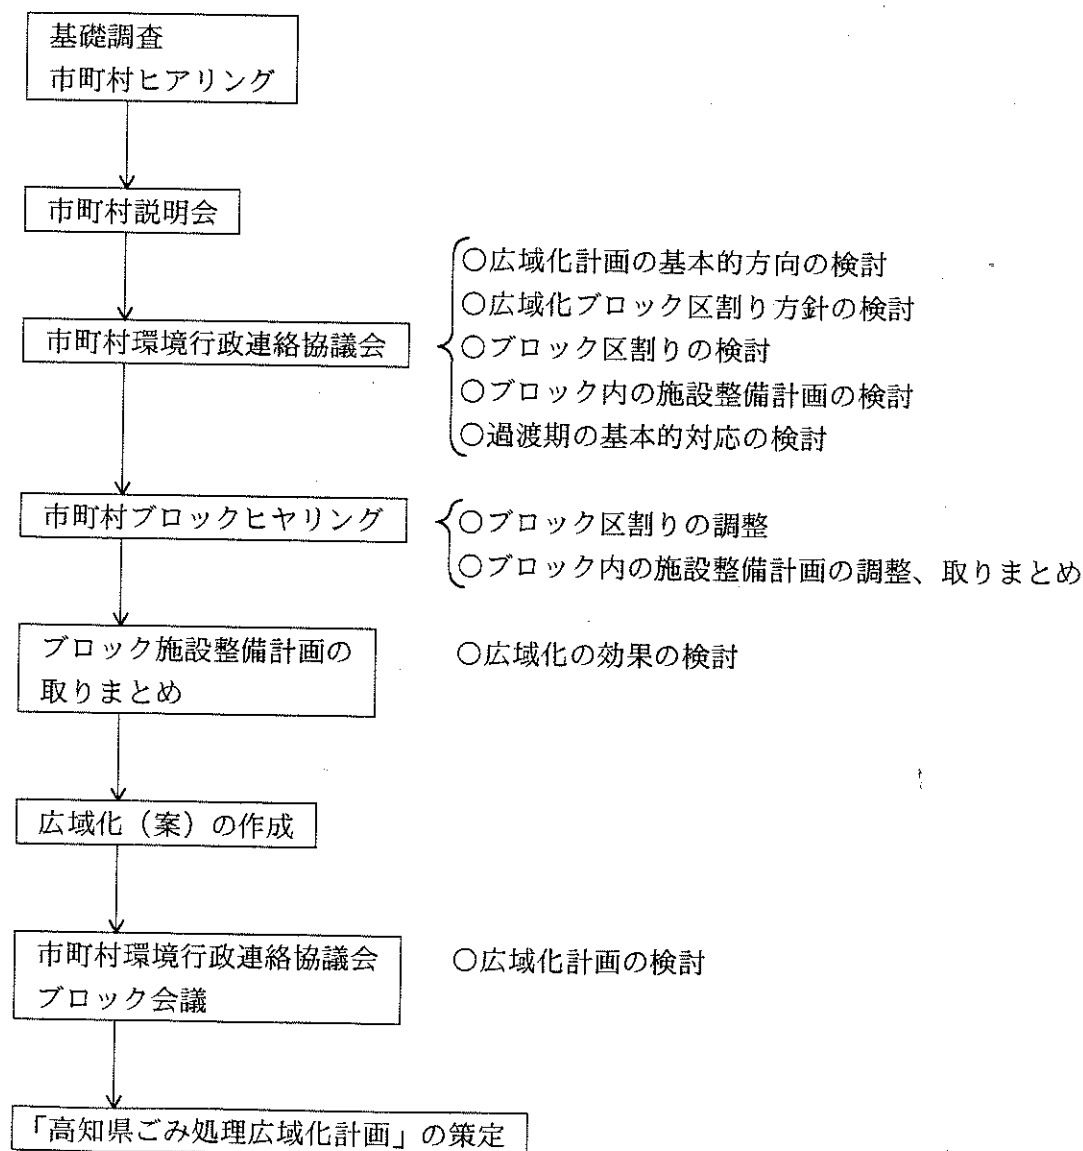 基礎調査
市町村ヒアリング
市町村説明会
市町村環境行政連絡協議会
○広域化計画の基本的方向の検討
○広域化ブロック区割り方針の検討
○ブロック区割りの検討
○ブロック内の施設整備計画の検討
○過渡期の基本的対応の検討
市町村ブロックヒヤリング
○ブロック区割りの調整
○ブロック内の施設整備計画の調整、取りまとめ
ブロック施設整備計画の
取りまとめ
○広域化の効果の検討
広域化（案）の作成
市町村環境行政連絡協議会
ブロック会議
○広域化計画の検討
「高知県ごみ処理広域化計画」の策定